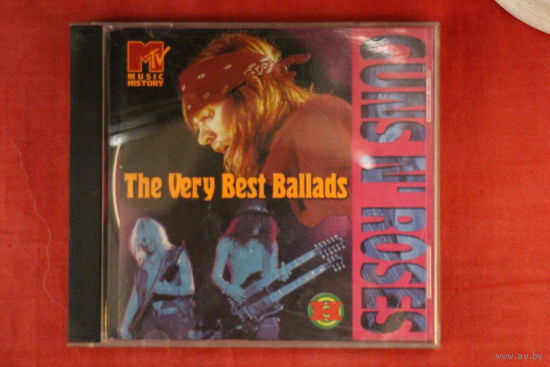 MTV
MUSIC
HISTORY
GUNS N' ROSES
The Very Best Ballads
www.ay.by